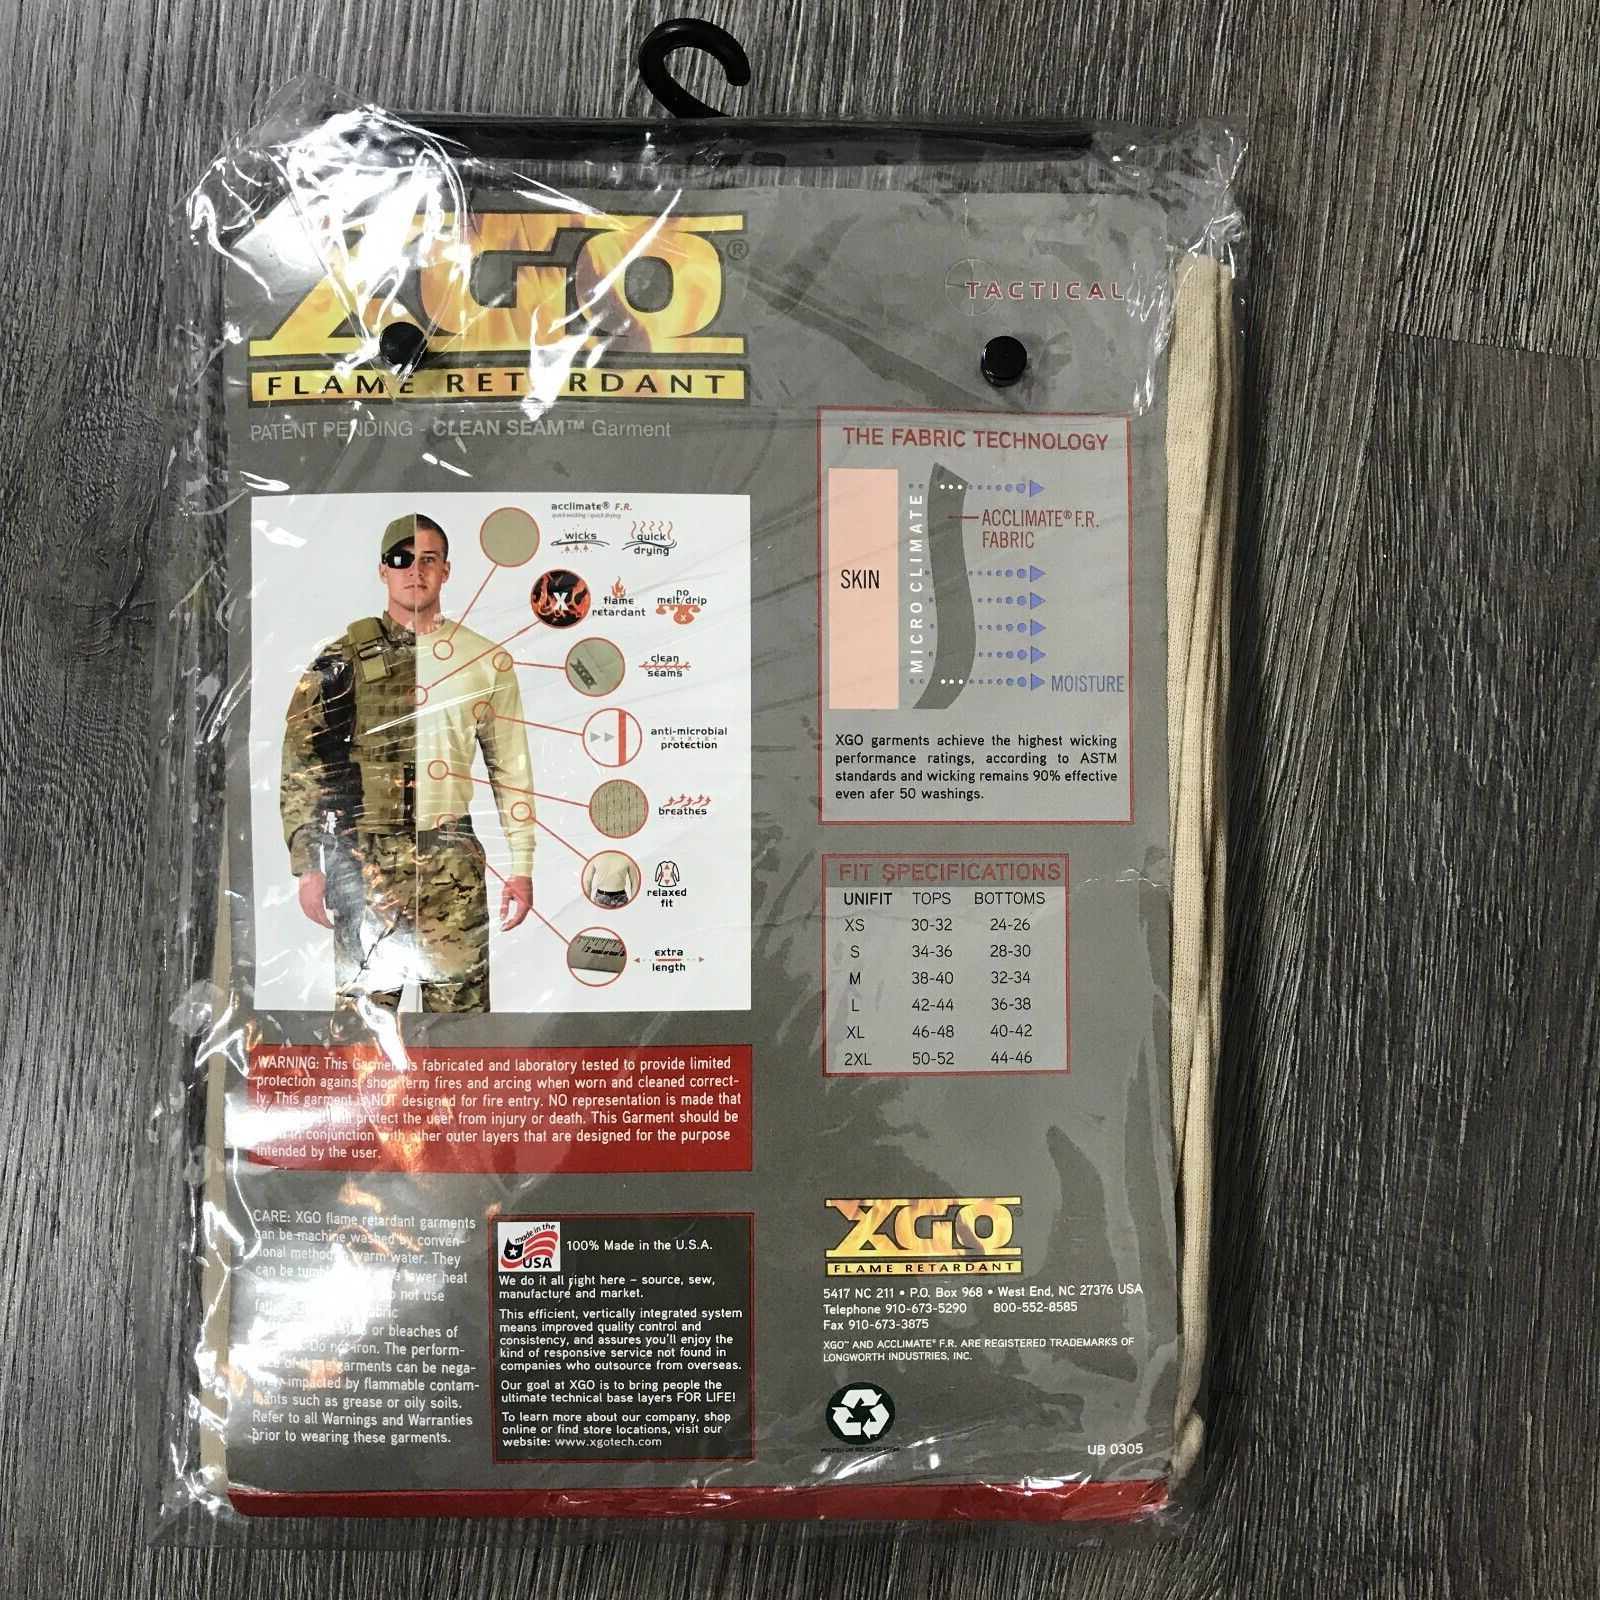 XGO®
FLAME RETARDANT
PATENT PENDING - CLEAN SEAM™ Garment
TACTICAL
acclimate® F.R.
quick wicking / quick drying
wicks
quick
drying
X
flame
retardant
no
melt/drip
x
clean
seams
XGO
anti-microbial
protection
breathes
relaxed
fit
extra
length
THE FABRIC TECHNOLOGY
SKIN
MICROCLIMATE
ACCLIMATE® F.R.
FABRIC
MOISTURE
XGO garments achieve the highest wicking
performance ratings, according to ASTM
standards and wicking remains 90% effective
even afer 50 washings.
FIT SPECIFICATIONS
UNIFIT TOPS BOTTOMS
XS 30-32 24-26
S 34-36 28-30
M 38-40 32-34
L 42-44 36-38
XL 46-48 40-42
2XL 50-52 44-46
WARNING: This Garment is fabricated and laboratory tested to provide limited
protection against short term fires and arcing when worn and cleaned correct-
ly. This garment is NOT designed for fire entry. NO representation is made that
will protect the user from injury or death. This Garment should be
in conjunction with other outer layers that are designed for the purpose
intended by the user.
CARE: XGO flame retardant garments
can be machine washed by conven-
tional methods warm water. They
can be lower heat
not use
or bleaches of
Do not iron. The perform-
of these garments can be nega-
impacted by flammable contam-
inants such as grease or oily soils.
Refer to all Warnings and Warranties
prior to wearing these garments.
made in the
USA
100% Made in the U.S.A.
We do it all right here – source, sew,
manufacture and market.
This efficient, vertically integrated system
means improved quality control and
consistency, and assures you'll enjoy the
kind of responsive service not found in
companies who outsource from overseas.
Our goal at XGO is to bring people the
ultimate technical base layers FOR LIFE!
To learn more about our company, shop
online or find store locations, visit our
website: www.xgotech.com
XGO
FLAME RETARDANT
5417 NC 211 • P.O. Box 968 • West End, NC 27376 USA
Telephone 910-673-5290 800-552-8585
Fax 910-673-3875
XGO™ AND ACCLIMATE® F.R. ARE REGISTERED TRADEMARKS OF
LONGWORTH INDUSTRIES, INC.
PRINTED ON RECYCLED PAPER
UB 0305